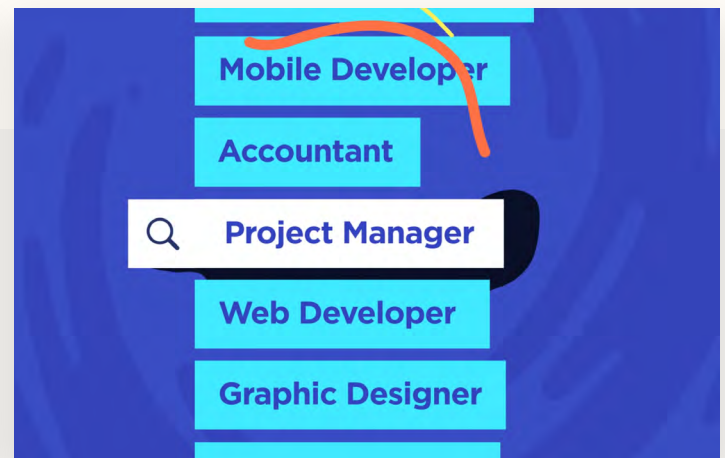 Mobile Developer
Accountant
Project Manager
Web Developer
Graphic Designer